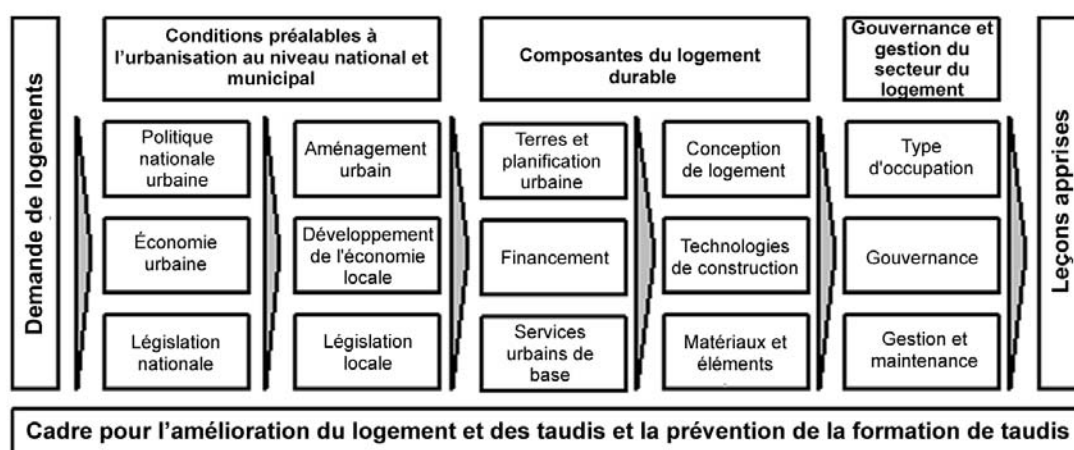 Demande de logements
Conditions préalables à
l'urbanisation au niveau national et
municipal
Politique
nationale
urbaine
Économie
urbaine
Législation
nationale
Aménagement
urbain
Développement
de l'économie
locale
Législation
locale
Composantes du logement
durable
Terres et
planification
urbaine
Financement
Services
urbains de
base
Conception
de logement
Technologies
de construction
Matériaux et
éléments
Gouvernance et
gestion du
secteur du
logement
Type
d'occupation
Gouvernance
Gestion et
maintenance
Leçons apprises
Cadre pour l'amélioration du logement et des taudis et la prévention de la formation de taudis